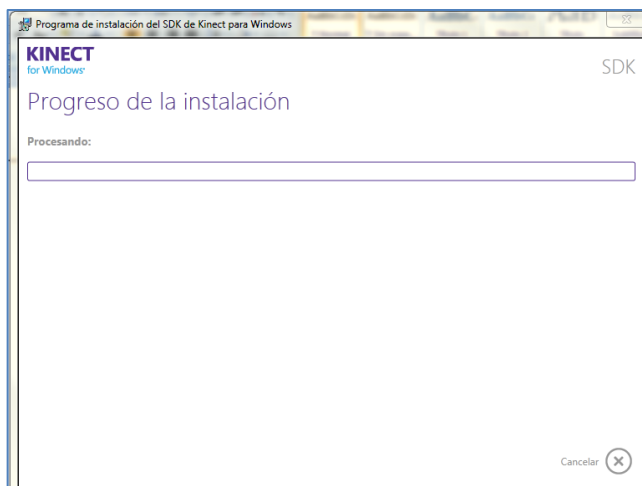 Programa de instalación del SDK de Kinect para Windows
KINECT
for Windows®
SDK
Progreso de la instalación
Procesando:
Cancelar